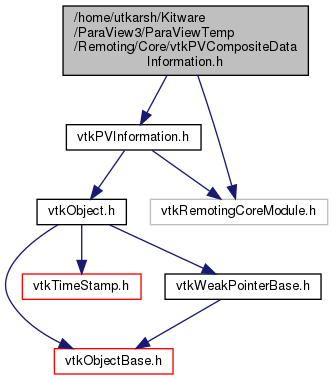 /home/utkarsh/Kitware
/ParaView3/ParaViewTemp
/Remoting/Core/vtkPVCompositeData
Information.h
vtkPVInformation.h
vtkObject.h
vtkRemotingCoreModule.h
vtkTimeStamp.h
vtkWeakPointerBase.h
vtkObjectBase.h